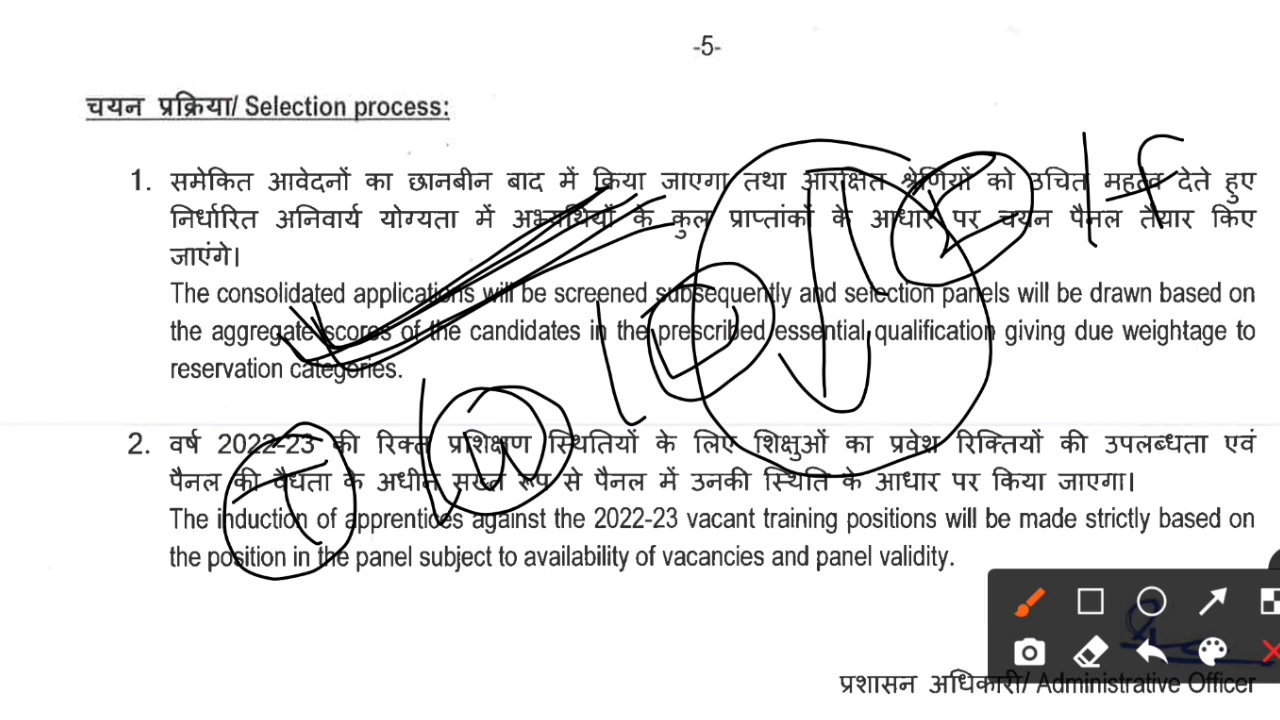 -5-
चयन प्रक्रिया/ Selection process:
1. समेकित आवेदनों का छानबीन बाद में किया जाएगा तथा आरक्षित श्रेणियों को उचित महत्व देते हुए
निर्धारित अनिवार्य योग्यता में अभ्यर्थियों के कुल प्राप्तांकों के आधार पर चयन पैनल तैयार किए
जाएंगे।
The consolidated applications will be screened subsequently and selection panels will be drawn based on
the aggregate scores of the candidates in the prescribed essential qualification giving due weightage to
reservation categories.
2. वर्ष 2022-23 की रिक्त प्रशिक्षण स्थितियों के लिए शिक्षुओं का प्रवेश रिक्तियों की उपलब्धता एवं
पैनल की वैधता के अधीन सख्त रूप से पैनल में उनकी स्थिति के आधार पर किया जाएगा।
The induction of apprentices against the 2022-23 vacant training positions will be made strictly based on
the position in the panel subject to availability of vacancies and panel validity.
प्रशासन अधिकारी/ Administrative Officer